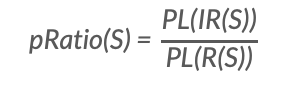 pRatio(S) = PL(IR(S))
PL(R(S))